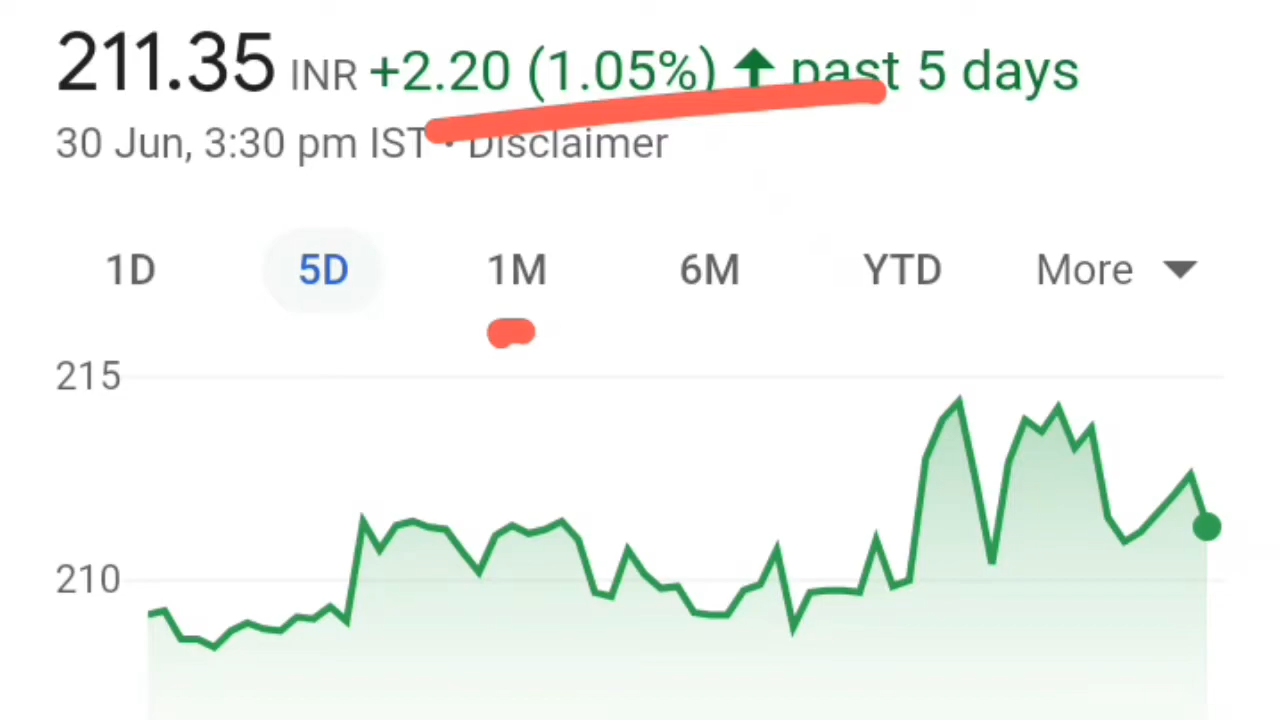 211.35 INR +2.20 (1.05%) ↑ past 5 days
30 Jun, 3:30 pm IST • Disclaimer
1D 5D 1M 6M YTD More
215
210